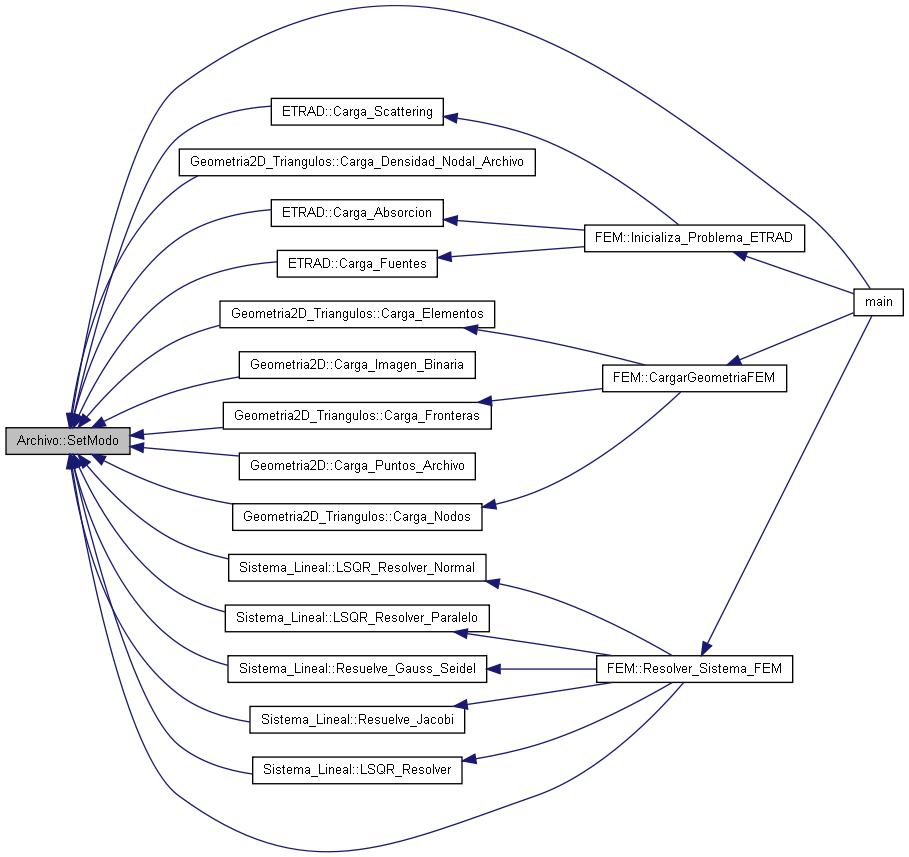 ETRAD::Carga_Scattering
Geometria2D_Triangulos::Carga_Densidad_Nodal_Archivo
ETRAD::Carga_Absorcion
FEM::Inicializa_Problema_ETRAD
ETRAD::Carga_Fuentes
main
Geometria2D_Triangulos::Carga_Elementos
Geometria2D::Carga_Imagen_Binaria
FEM::CargarGeometriaFEM
Geometria2D_Triangulos::Carga_Fronteras
Archivo::SetModo
Geometria2D::Carga_Puntos_Archivo
Geometria2D_Triangulos::Carga_Nodos
Sistema_Lineal::LSQR_Resolver_Normal
Sistema_Lineal::LSQR_Resolver_Paralelo
Sistema_Lineal::Resuelve_Gauss_Seidel
FEM::Resolver_Sistema_FEM
Sistema_Lineal::Resuelve_Jacobi
Sistema_Lineal::LSQR_Resolver